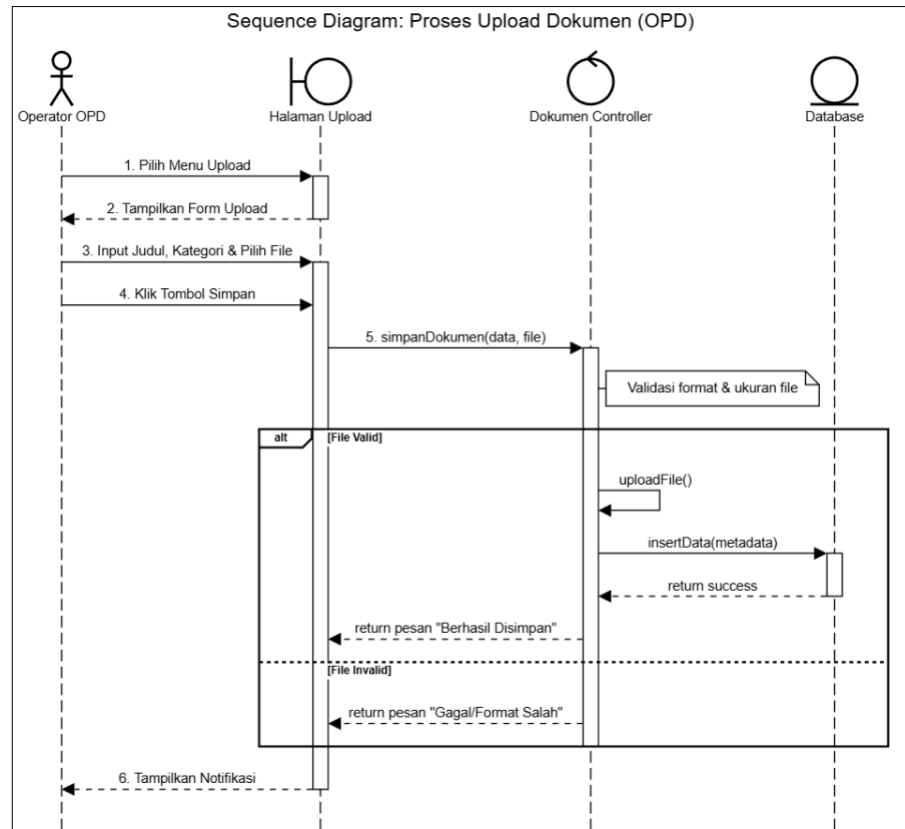 Sequence Diagram: Proses Upload Dokumen (OPD)
Operator OPD
Halaman Upload
Dokumen Controller
Database
1. Pilih Menu Upload
2. Tampilkan Form Upload
3. Input Judul, Kategori & Pilih File
4. Klik Tombol Simpan
5. simpanDokumen(data, file)
Validasi format & ukuran file
alt
[File Valid]
uploadFile()
insertData(metadata)
return success
return pesan "Berhasil Disimpan"
[File Invalid]
return pesan "Gagal/Format Salah"
6. Tampilkan Notifikasi